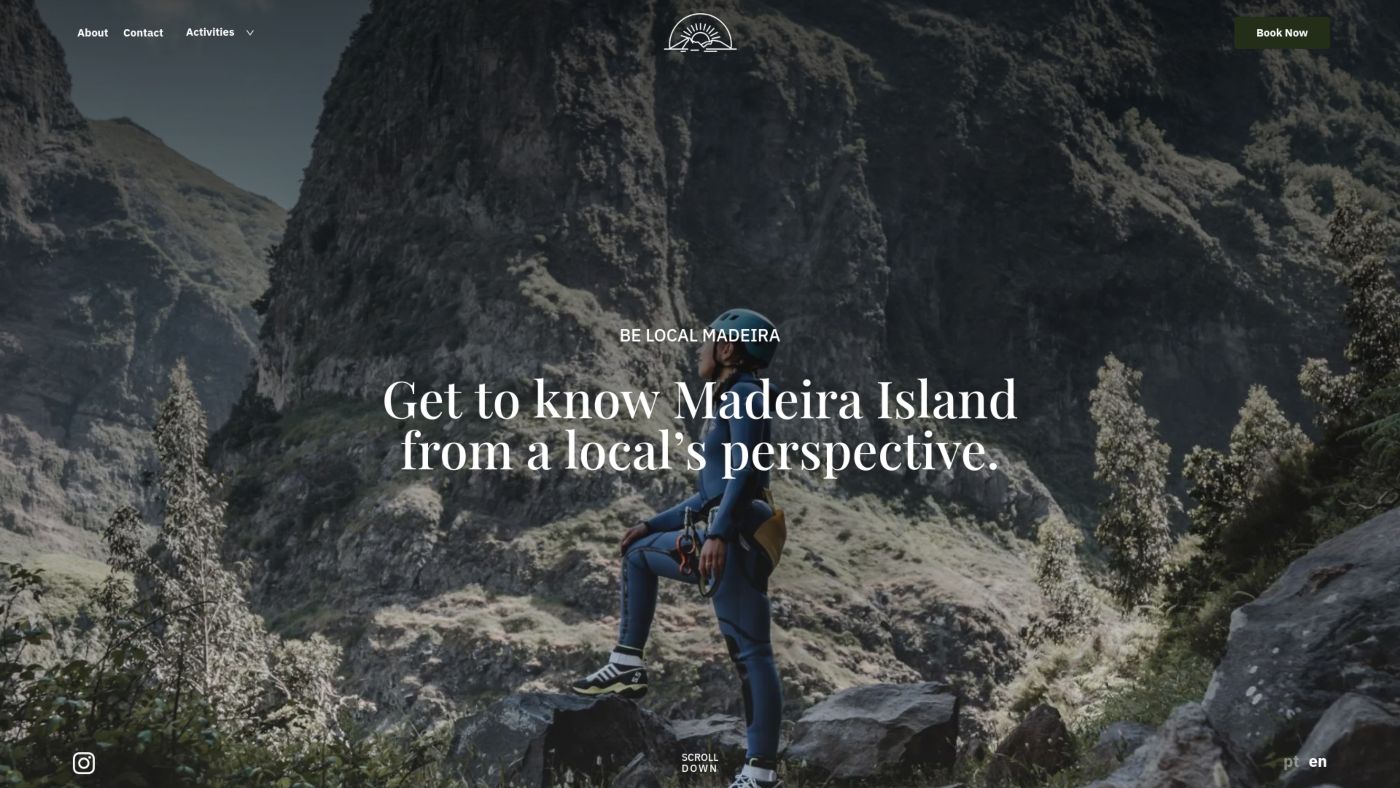 About
Contact
Activities
Book Now
BE LOCAL MADEIRA
Get to know Madeira Island
from a local’s perspective.
SCROLL
DOWN
pt
en